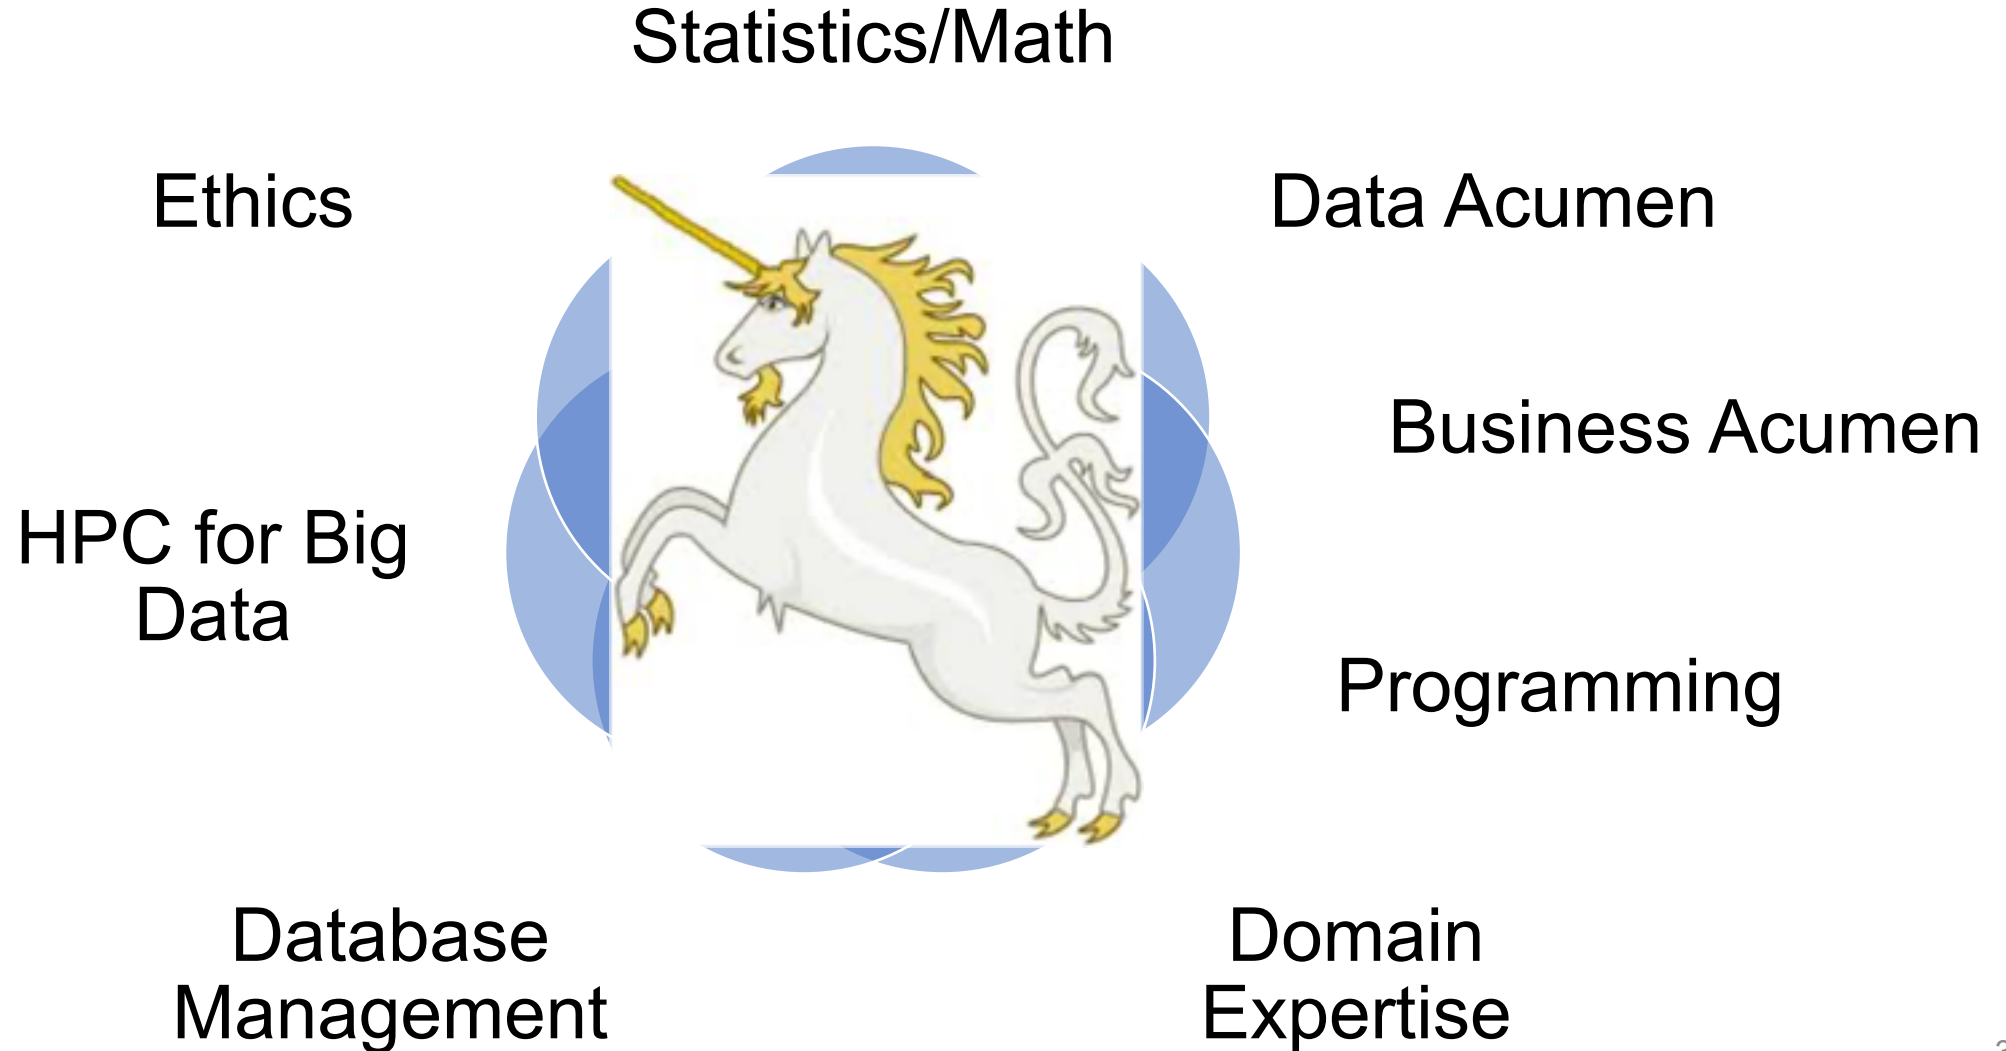 Statistics/Math
Ethics
Data Acumen
Business Acumen
HPC for Big
Data
Programming
Database
Management
Domain
Expertise